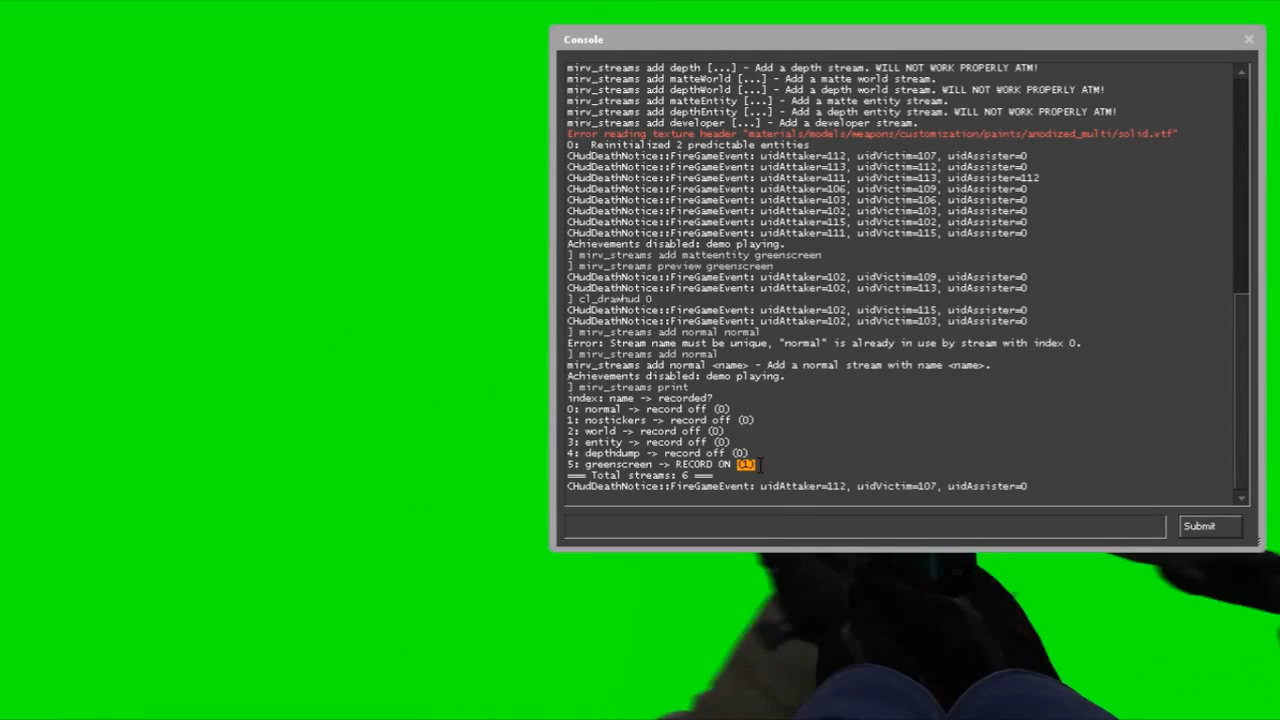 Console
mirv_streams add depth [...] - Add a depth stream. WILL NOT WORK PROPERLY ATM!
mirv_streams add matteWorld [...] - Add a matte world stream.
mirv_streams add depthWorld [...] - Add a depth world stream. WILL NOT WORK PROPERLY ATM!
mirv_streams add matteEntity [...] - Add a matte entity stream.
mirv_streams add depthEntity [...] - Add a depth entity stream. WILL NOT WORK PROPERLY ATM!
mirv_streams add developer [...] - Add a developer stream.
Error reading texture header "materials/models/weapons/customization/paints/anodized_multi/solid.vtf"
0:  Reinitialized 2 predictable entities
CHudDeathNotice::FireGameEvent: uidAttaker=112, uidVictim=107, uidAssister=0
CHudDeathNotice::FireGameEvent: uidAttaker=113, uidVictim=112, uidAssister=0
CHudDeathNotice::FireGameEvent: uidAttaker=111, uidVictim=113, uidAssister=112
CHudDeathNotice::FireGameEvent: uidAttaker=106, uidVictim=109, uidAssister=0
CHudDeathNotice::FireGameEvent: uidAttaker=103, uidVictim=106, uidAssister=0
CHudDeathNotice::FireGameEvent: uidAttaker=102, uidVictim=103, uidAssister=0
CHudDeathNotice::FireGameEvent: uidAttaker=115, uidVictim=102, uidAssister=0
CHudDeathNotice::FireGameEvent: uidAttaker=111, uidVictim=115, uidAssister=0
Achievements disabled: demo playing.
] mirv_streams add matteentity greenscreen
] mirv_streams preview greenscreen
CHudDeathNotice::FireGameEvent: uidAttaker=102, uidVictim=109, uidAssister=0
CHudDeathNotice::FireGameEvent: uidAttaker=102, uidVictim=113, uidAssister=0
] cl_drawhud 0
CHudDeathNotice::FireGameEvent: uidAttaker=102, uidVictim=115, uidAssister=0
CHudDeathNotice::FireGameEvent: uidAttaker=102, uidVictim=103, uidAssister=0
] mirv_streams add normal normal
Error: Stream name must be unique, "normal" is already in use by stream with index 0.
] mirv_streams add normal
mirv_streams add normal <name> - Add a normal stream with name <name>.
Achievements disabled: demo playing.
] mirv_streams print
index: name -> recorded?
0: normal -> record off (0)
1: nostickers -> record off (0)
2: world -> record off (0)
3: entity -> record off (0)
4: depthdump -> record off (0)
5: greenscreen -> RECORD ON (1)
=== Total streams: 6 ===
CHudDeathNotice::FireGameEvent: uidAttaker=112, uidVictim=107, uidAssister=0
Submit